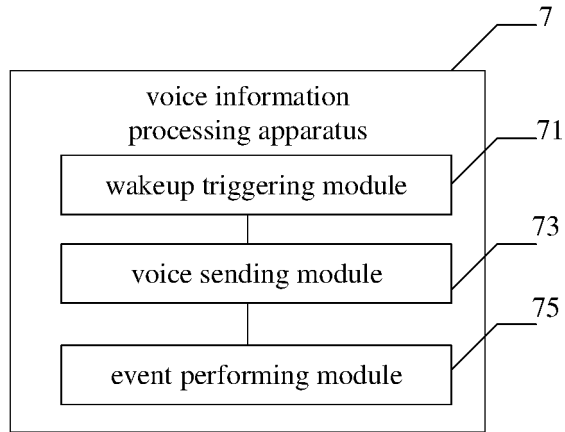 7
voice information
processing apparatus
71
wakeup triggering module
73
voice sending module
75
event performing module